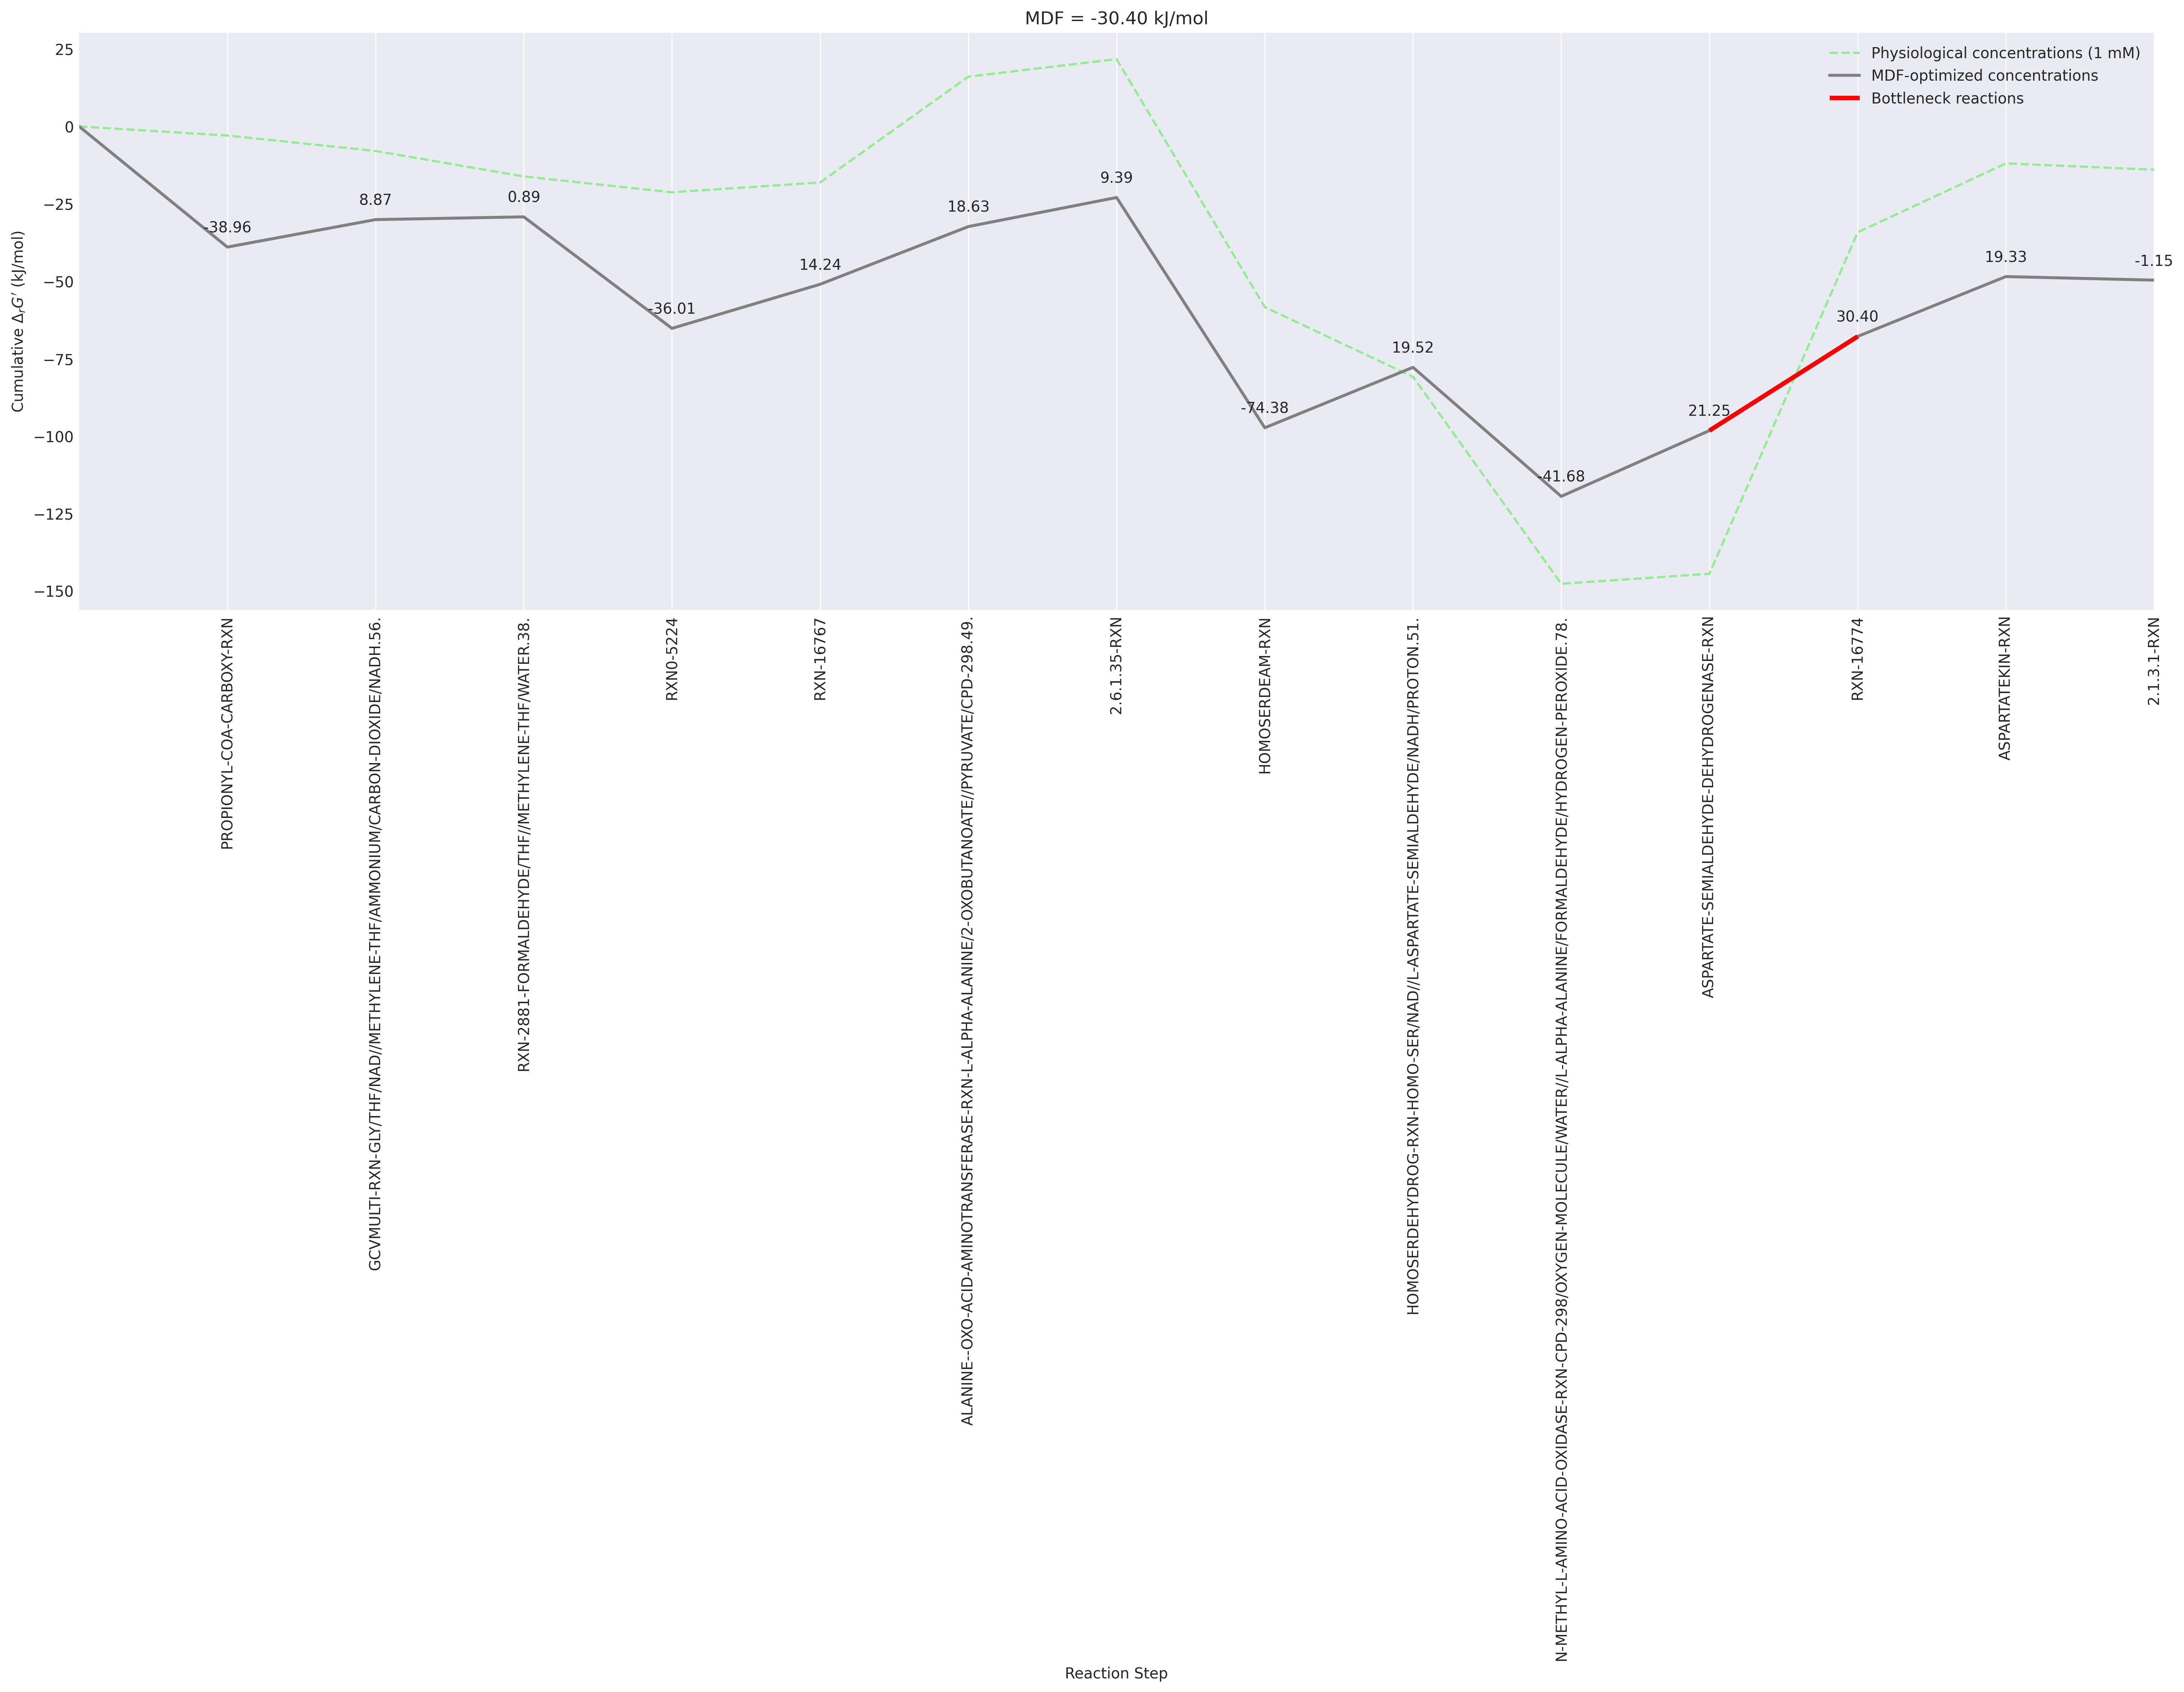 MDF = -30.40 kJ/mol
Physiological concentrations (1 mM)
MDF-optimized concentrations
Bottleneck reactions
Cumulative ΔrG′ (kJ/mol)
25
0
−25
−50
−75
−100
−125
−150
-38.96
8.87
0.89
-36.01
14.24
18.63
9.39
-74.38
19.52
-41.68
21.25
30.40
19.33
-1.15
PROPIONYL-COA-CARBOXY-RXN
GCVMULTI-RXN-GLY/THF/NAD//METHYLENE-THF/AMMONIUM/CARBON-DIOXIDE/NADH.56.
RXN-2881-FORMALDEHYDE/THF//METHYLENE-THF/WATER.38.
RXN0-5224
RXN-16767
ALANINE--OXO-ACID-AMINOTRANSFERASE-RXN-L-ALPHA-ALANINE/2-OXOBUTANOATE//PYRUVATE/CPD-298.49.
2.6.1.35-RXN
HOMOSERDEAM-RXN
HOMOSERDEHYDROG-RXN-HOMO-SER/NAD//L-ASPARTATE-SEMIALDEHYDE/NADH/PROTON.51.
N-METHYL-L-AMINO-ACID-OXIDASE-RXN-CPD-298/OXYGEN-MOLECULE/WATER//L-ALPHA-ALANINE/FORMALDEHYDE/HYDROGEN-PEROXIDE.78.
ASPARTATE-SEMIALDEHYDE-DEHYDROGENASE-RXN
RXN-16774
ASPARTATEKIN-RXN
2.1.3.1-RXN
Reaction Step